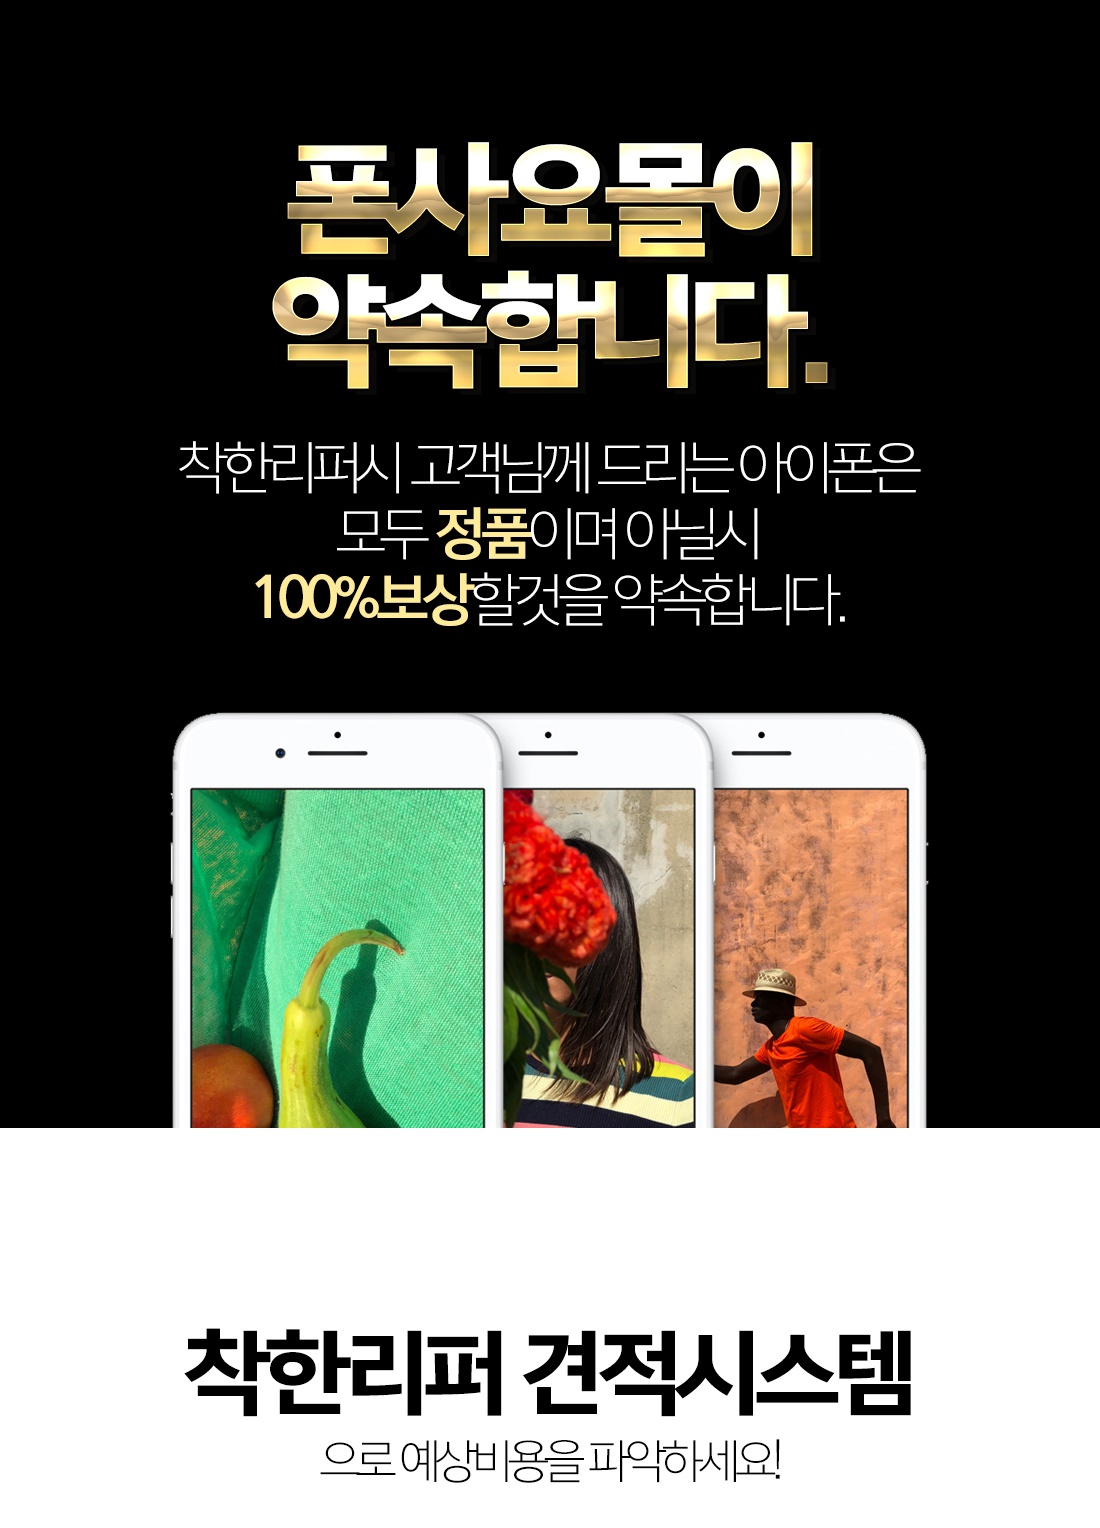 폰사요몰이
약속합니다.
착한리퍼시 고객님께 드리는 아이폰은
모두 정품이며 아닐시
100%보상할것을 약속합니다.
착한리퍼 견적시스템
으로 예상비용을 파악하세요!